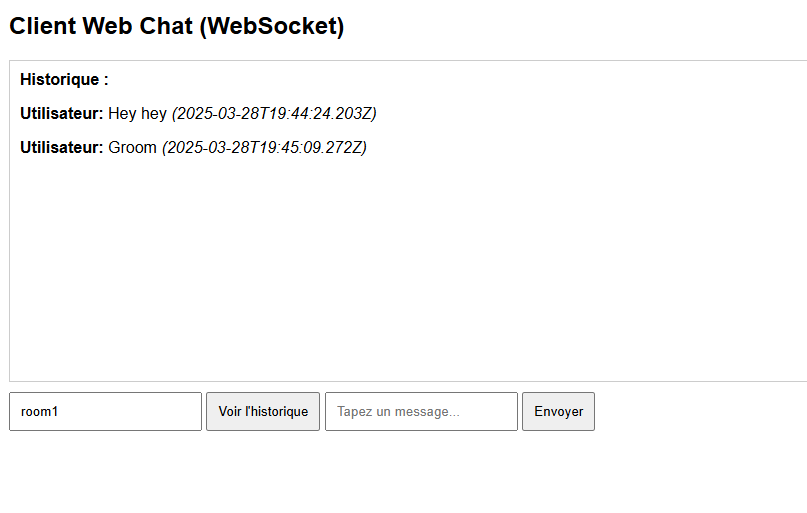 Client Web Chat (WebSocket)
Historique :
Utilisateur: Hey hey (2025-03-28T19:44:24.203Z)
Utilisateur: Groom (2025-03-28T19:45:09.272Z)
room1 Voir l'historique Tapez un message... Envoyer